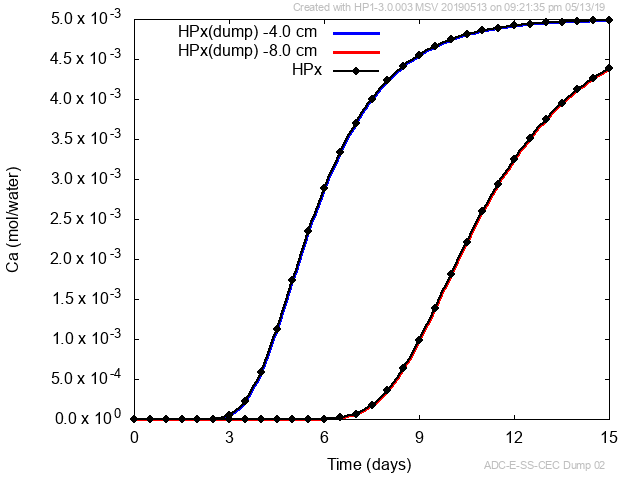 Created with HP1-3.0.003 MSV 20190513 on 09:21:35 pm 05/13/19
HPx(dump) -4.0 cm
HPx(dump) -8.0 cm
HPx
5.0 x 10^-3
4.5 x 10^-3
4.0 x 10^-3
3.5 x 10^-3
3.0 x 10^-3
2.5 x 10^-3
2.0 x 10^-3
1.5 x 10^-3
1.0 x 10^-3
5.0 x 10^-4
0.0 x 10^0
Ca (mol/water)
0 3 6 9 12 15
Time (days)
ADC-E-SS-CEC Dump 02